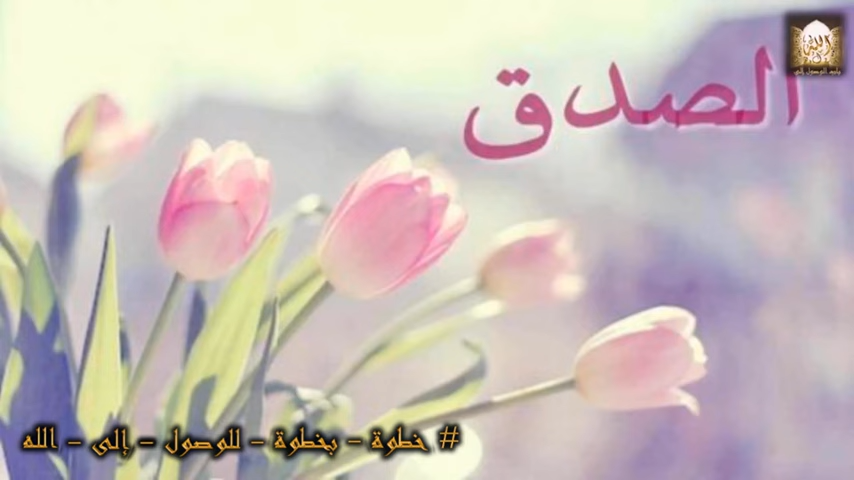 الصدق
# خطوة - بخطوة - للوصول - إلى - الله